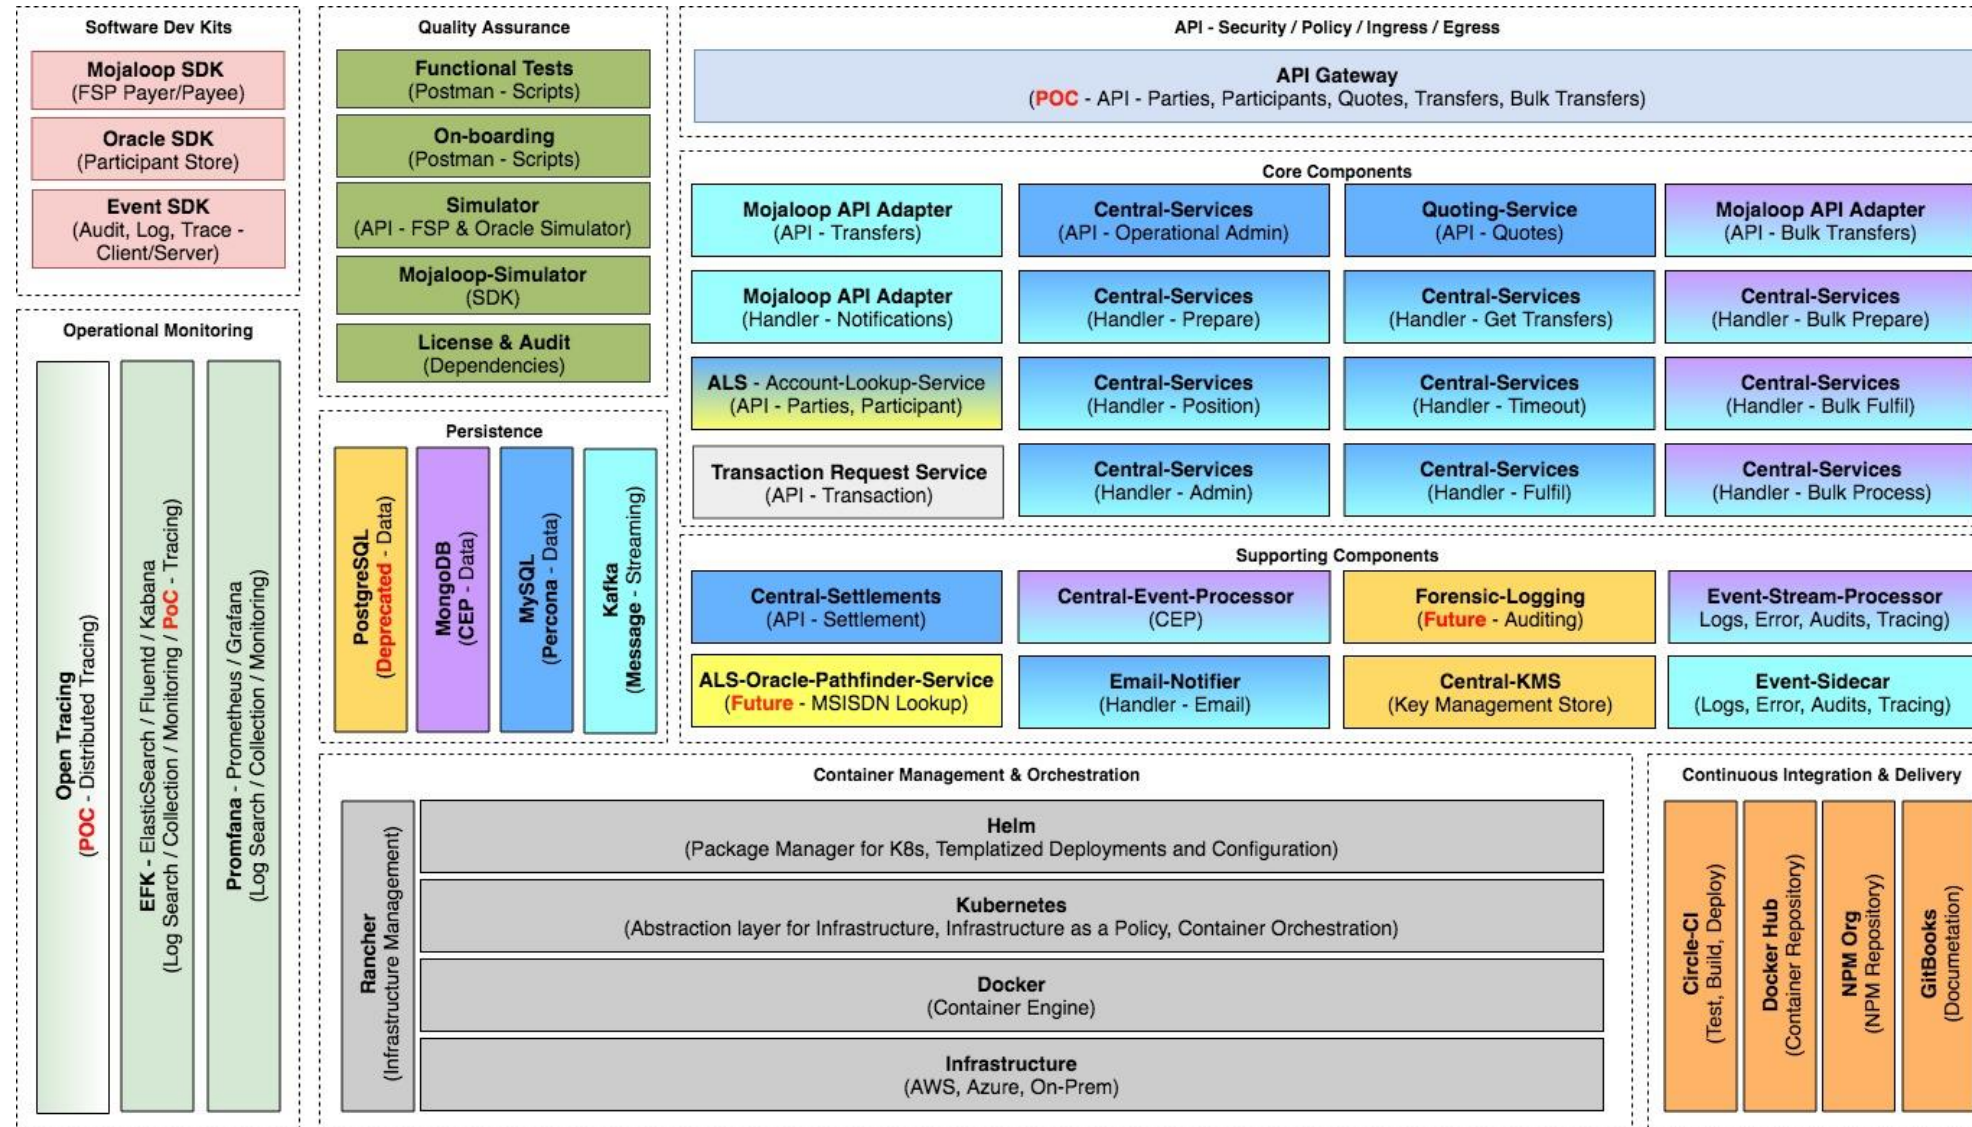 Software Dev Kits
Mojaloop SDK
(FSP Payer/Payee)
Oracle SDK
(Participant Store)
Event SDK
(Audit, Log, Trace -
Client/Server)
Operational Monitoring
Open Tracing
(POC - Distributed Tracing)
EFK - ElasticSearch / Fluentd / Kabana
(Log Search / Collection / Monitoring / PoC - Tracing)
Promfana - Prometheus / Grafana
(Log Search / Collection / Monitoring)
Quality Assurance
Functional Tests
(Postman - Scripts)
On-boarding
(Postman - Scripts)
Simulator
(API - FSP & Oracle Simulator)
Mojaloop-Simulator
(SDK)
License & Audit
(Dependencies)
Persistence
PostgreSQL
(Deprecated - Data)
MongoDB
(CEP - Data)
MySQL
(Percona - Data)
Kafka
(Message - Streaming)
API - Security / Policy / Ingress / Egress
API Gateway
(POC - API - Parties, Participants, Quotes, Transfers, Bulk Transfers)
Core Components
Mojaloop API Adapter
(API - Transfers)
Central-Services
(API - Operational Admin)
Quoting-Service
(API - Quotes)
Mojaloop API Adapter
(API - Bulk Transfers)
Mojaloop API Adapter
(Handler - Notifications)
Central-Services
(Handler - Prepare)
Central-Services
(Handler - Get Transfers)
Central-Services
(Handler - Bulk Prepare)
ALS - Account-Lookup-Service
(API - Parties, Participant)
Central-Services
(Handler - Position)
Central-Services
(Handler - Timeout)
Central-Services
(Handler - Bulk Fulfil)
Transaction Request Service
(API - Transaction)
Central-Services
(Handler - Admin)
Central-Services
(Handler - Fulfil)
Central-Services
(Handler - Bulk Process)
Supporting Components
Central-Settlements
(API - Settlement)
Central-Event-Processor
(CEP)
Forensic-Logging
(Future - Auditing)
Event-Stream-Processor
Logs, Error, Audits, Tracing)
ALS-Oracle-Pathfinder-Service
(Future - MSISDN Lookup)
Email-Notifier
(Handler - Email)
Central-KMS
(Key Management Store)
Event-Sidecar
(Logs, Error, Audits, Tracing)
Container Management & Orchestration
Rancher
(Infrastructure Management)
Helm
(Package Manager for K8s, Templatized Deployments and Configuration)
Kubernetes
(Abstraction layer for Infrastructure, Infrastructure as a Policy, Container Orchestration)
Docker
(Container Engine)
Infrastructure
(AWS, Azure, On-Prem)
Continuous Integration & Delivery
Circle-CI
(Test, Build, Deploy)
Docker Hub
(Container Repository)
NPM Org
(NPM Repository)
GitBooks
(Documetation)